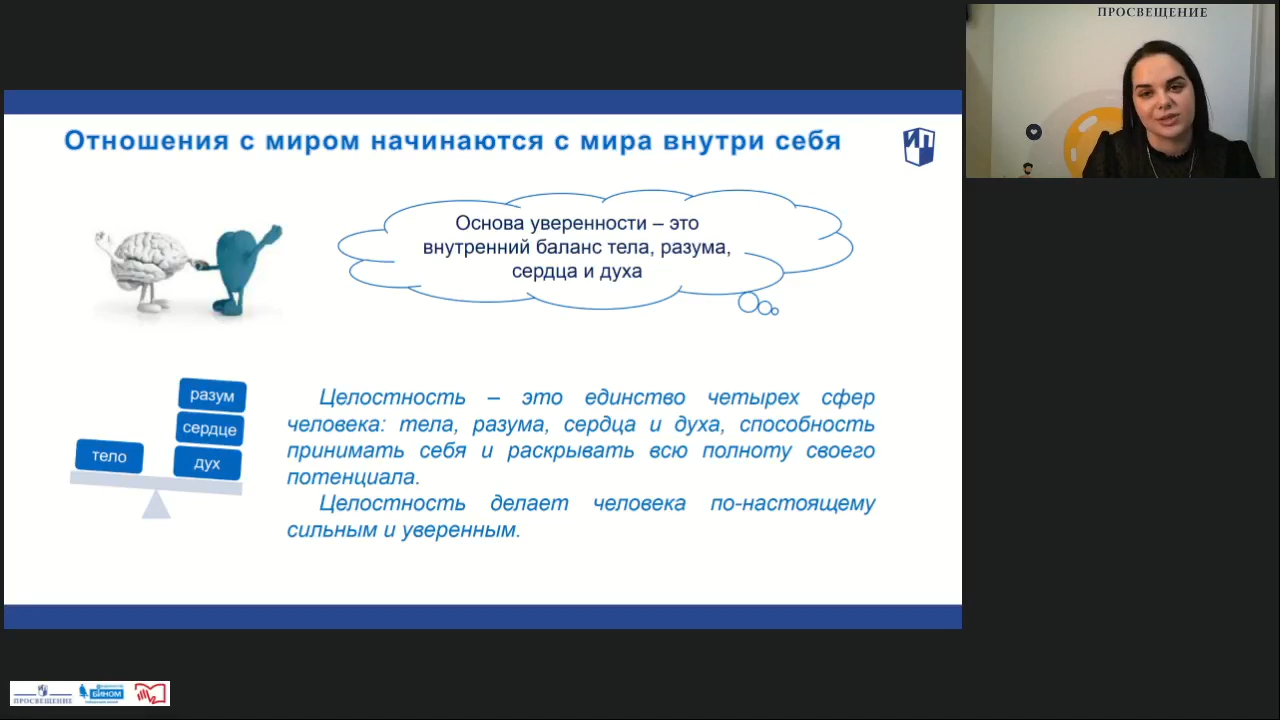 ПРОСВЕЩЕНИЕ
Отношения с миром начинаются с мира внутри себя
ИП
Основа уверенности – это
внутренний баланс тела, разума,
сердца и духа
разум
сердце
тело
дух
Целостность – это единство четырех сфер
человека: тела, разума, сердца и духа, способность
принимать себя и раскрывать всю полноту своего
потенциала.
Целостность делает человека по-настоящему
сильным и уверенным.
ПРОСВЕЩЕНИЕ
БИНОМ